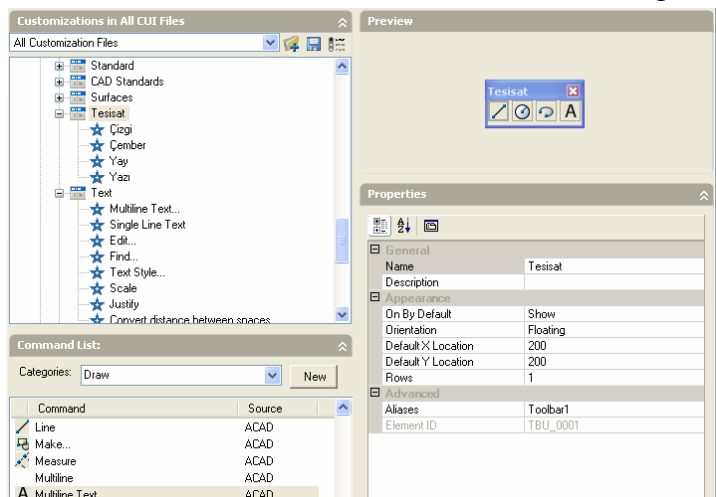 Customizations in All CUI Files
All Customization Files
Standard
CAD Standards
Surfaces
Tesisat
Çizgi
Çember
Yay
Yazı
Text
Multiline Text...
Single Line Text
Edit...
Find...
Text Style...
Scale
Justify
Convert distance between spaces
Command List:
Categories: Draw New
Command Source
Line ACAD
Make... ACAD
Measure ACAD
Multiline ACAD
A Multiline Text ACAD
Preview
Tesisat
A
Properties
General
Name Tesisat
Description
Appearance
On By Default Show
Orientation Floating
Default X Location 200
Default Y Location 200
Rows 1
Advanced
Aliases Toolbar1
Element ID TBU_0001